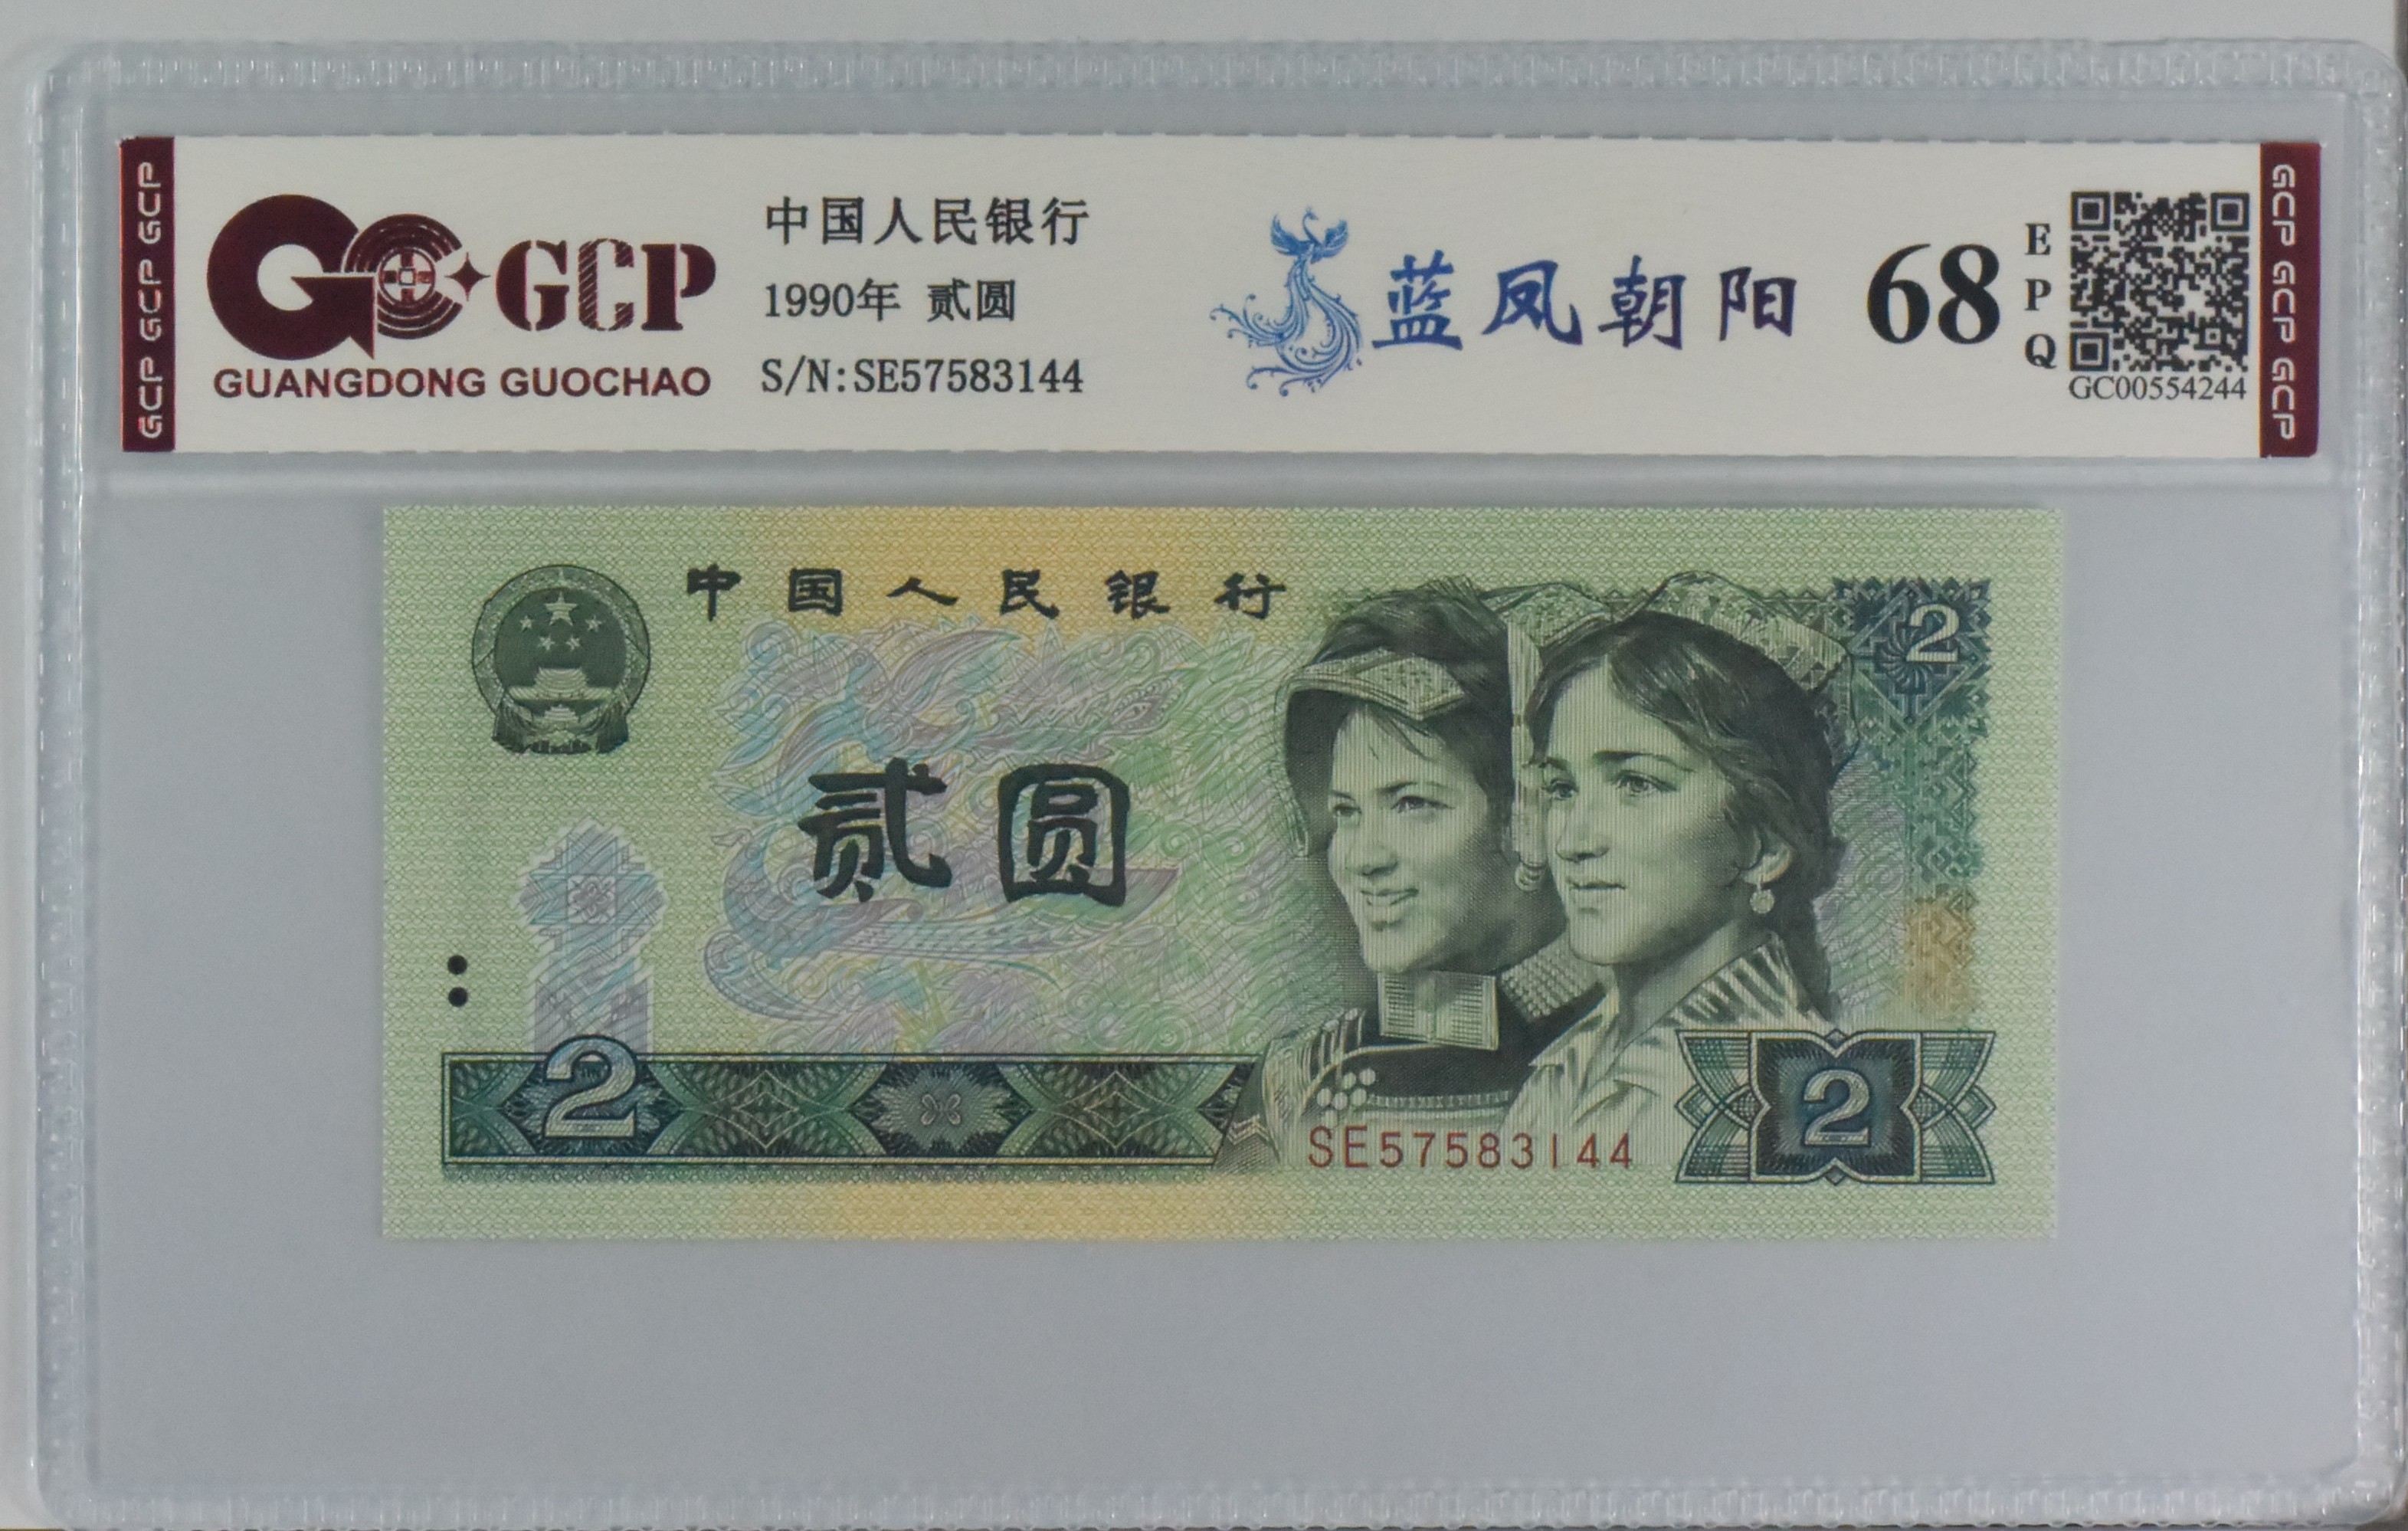 GCP GCP GCP
GCP
GUANGDONG GUOCHAO
中国人民银行
1990年 贰圆
S/N:SE57583144
蓝凤朝阳
68
EPQ
GC00554244
GCP GCP GCP
中国人民银行
2
贰圆
2
SE57583144
2